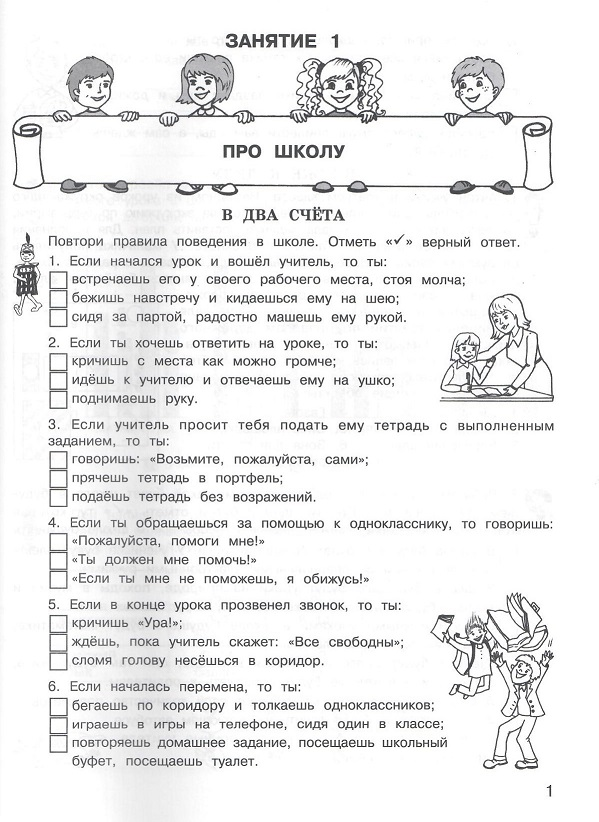 ЗАНЯТИЕ 1
ПРО ШКОЛУ
В ДВА СЧЁТА
Повтори правила поведения в школе. Отметь «✓» верный ответ.
1. Если начался урок и вошёл учитель, то ты:
встречаешь его у своего рабочего места, стоя молча;
бежишь навстречу и кидаешься ему на шею;
сидя за партой, радостно машешь ему рукой.
2. Если ты хочешь ответить на уроке, то ты:
кричишь с места как можно громче;
идёшь к учителю и отвечаешь ему на ушко;
поднимаешь руку.
3. Если учитель просит тебя подать ему тетрадь с выполненным
заданием, то ты:
говоришь: «Возьмите, пожалуйста, сами»;
прячешь тетрадь в портфель;
подаёшь тетрадь без возражений.
4. Если ты обращаешься за помощью к однокласснику, то говоришь:
«Пожалуйста, помоги мне!»
«Ты должен мне помочь!»
«Если ты мне не поможешь, я обижусь!»
5. Если в конце урока прозвенел звонок, то ты:
кричишь «Ура!»;
ждёшь, пока учитель скажет: «Все свободны»;
сломя голову несёшься в коридор.
6. Если началась перемена, то ты:
бегаешь по коридору и толкаешь одноклассников;
играешь в игры на телефоне, сидя один в классе;
повторяешь домашнее задание, посещаешь школьный
буфет, посещаешь туалет.
1